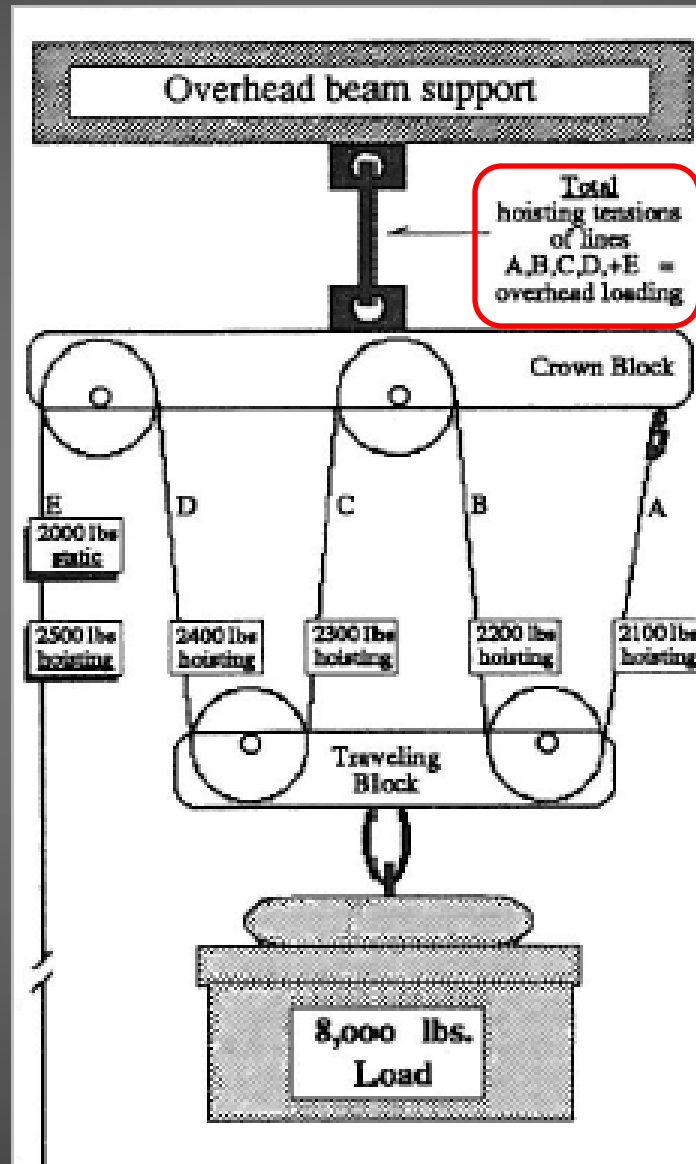 Overhead beam support
Total
hoisting tensions
of lines
A,B,C,D,+E =
overhead loading
Crown Block
E
D
C
B
A
2000 lbs
static
2500 lbs
hoisting
2400 lbs
hoisting
2300 lbs
hoisting
2200 lbs
hoisting
2100 lbs
hoisting
Traveling
Block
8,000 lbs.
Load